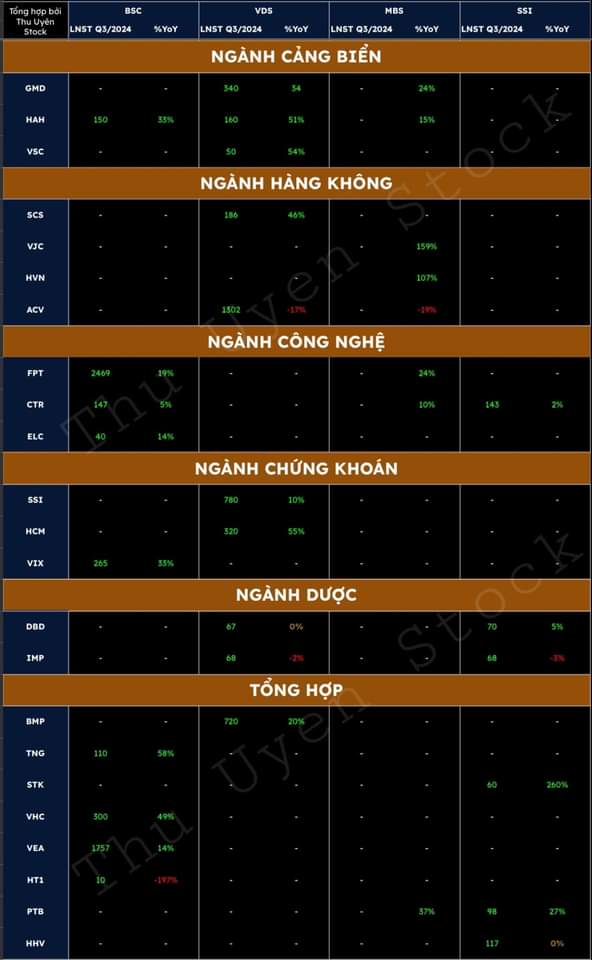 Tổng hợp bởi
Thu Uyên
Stock
BSC VDS MBS SSI
LNST Q3/2024 %YoY LNST Q3/2024 %YoY LNST Q3/2024 %YoY LNST Q3/2024 %YoY
NGÀNH CẢNG BIỂN
GMD - - 340 34 - 24% - -
HAH 150 33% 160 51% - 15% - -
VSC - - 50 54% - - - -
NGÀNH HÀNG KHÔNG
SCS - - 186 46% - - - -
VJC - - - - - 159% - -
HVN - - - - - 107% - -
ACV - - 1302 -17% - -19% - -
NGÀNH CÔNG NGHỆ
FPT 2469 19% - - - 24% - -
CTR 147 5% - - - 10% 143 2%
ELC 40 14% - - - - - -
NGÀNH CHỨNG KHOÁN
SSI - - 780 10% - - - -
HCM - - 320 55% - - - -
VIX 265 33% - - - - - -
NGÀNH DƯỢC
DBD - - 67 0% - - 70 5%
IMP - - 68 -2% - - 68 -3%
TỔNG HỢP
BMP - - 720 20% - - - -
TNG 110 58% - - - - - -
STK - - - - - - 60 260%
VHC 300 49% - - - - - -
VEA 1757 14% - - - - - -
HT1 10 -197% - - - - - -
PTB - - - - - 37% 98 27%
HHV - - - - - - 117 0%
Thu Uyen Stock
Thu Uyen Stock